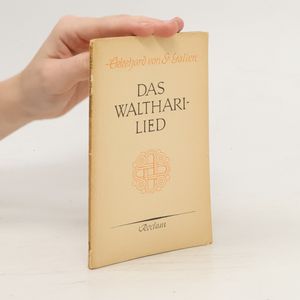 Ekkehard von St Gallen
DAS
WALTHARI-
LIED
Reclam